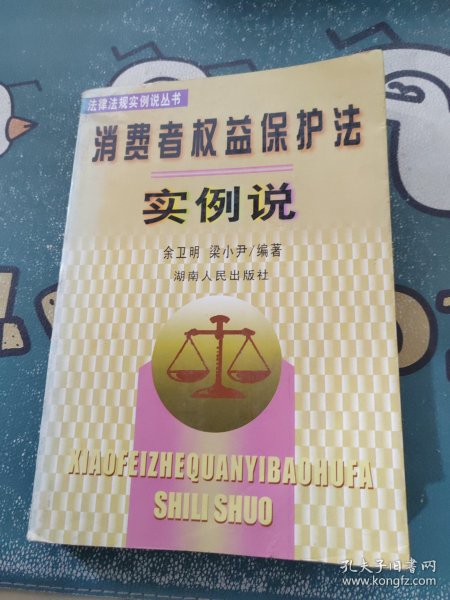 法律法规实例说丛书
消费者权益保护法
实例说
余卫明 梁小尹/编著
湖南人民出版社
XIAOFEIZHEQUANYIBAOHUFA
SHILI SHUO
孔夫子旧书网
www.kongfz.com